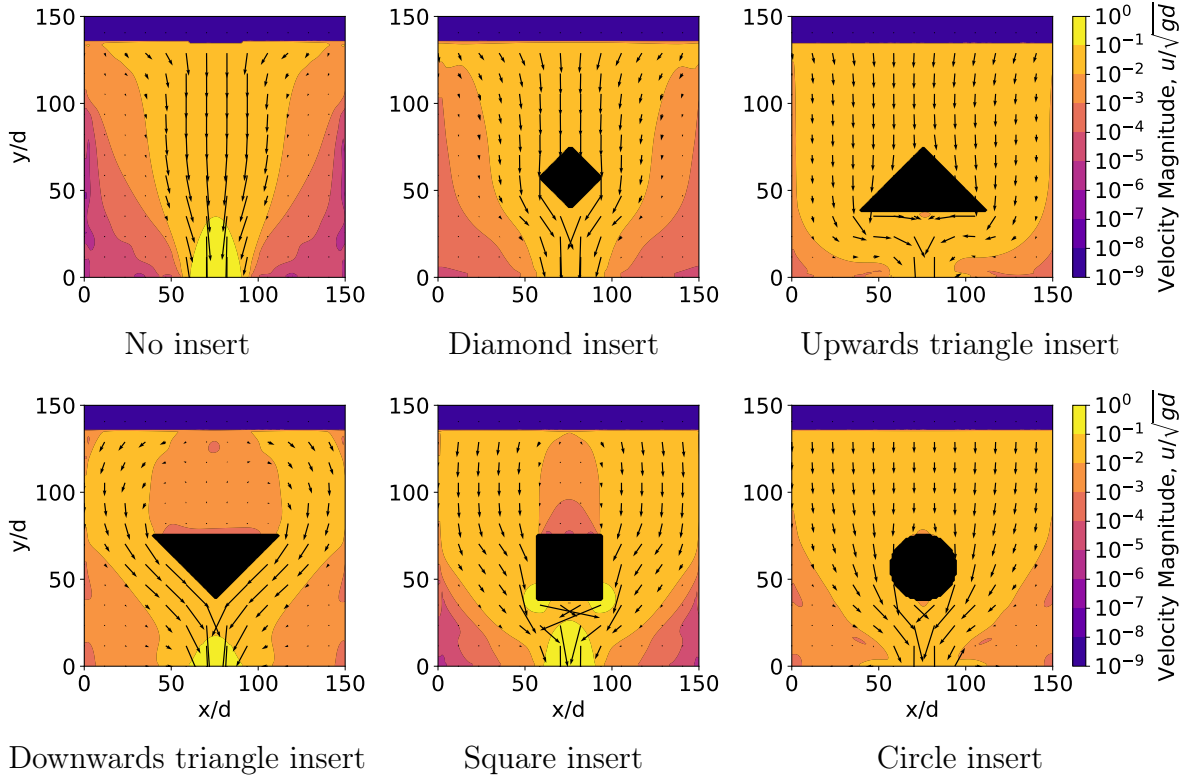 150
100
50
0
y/d
0 50 100 150
No insert
150
100
50
0
0 50 100 150
Diamond insert
150
100
50
0
0 50 100 150
Upwards triangle insert
10⁰
10⁻¹
10⁻²
10⁻³
10⁻⁴
10⁻⁵
10⁻⁶
10⁻⁷
10⁻⁸
10⁻⁹
Velocity Magnitude, u/√gd
150
100
50
0
y/d
0 50 100 150
x/d
Downwards triangle insert
150
100
50
0
0 50 100 150
x/d
Square insert
150
100
50
0
0 50 100 150
x/d
Circle insert
10⁰
10⁻¹
10⁻²
10⁻³
10⁻⁴
10⁻⁵
10⁻⁶
10⁻⁷
10⁻⁸
10⁻⁹
Velocity Magnitude, u/√gd